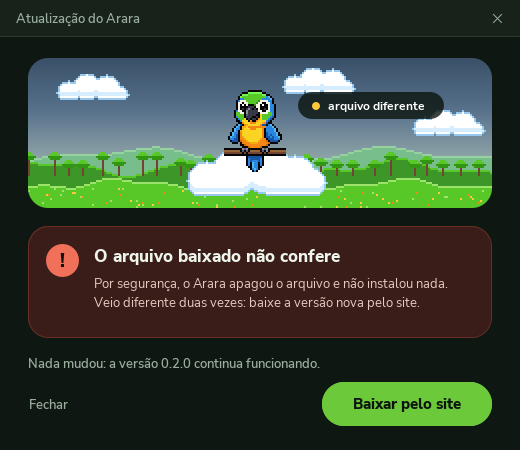 Atualização do Arara
arquivo diferente
!
O arquivo baixado não confere
Por segurança, o Arara apagou o arquivo e não instalou nada.
Veio diferente duas vezes: baixe a versão nova pelo site.
Nada mudou: a versão 0.2.0 continua funcionando.
Fechar
Baixar pelo site